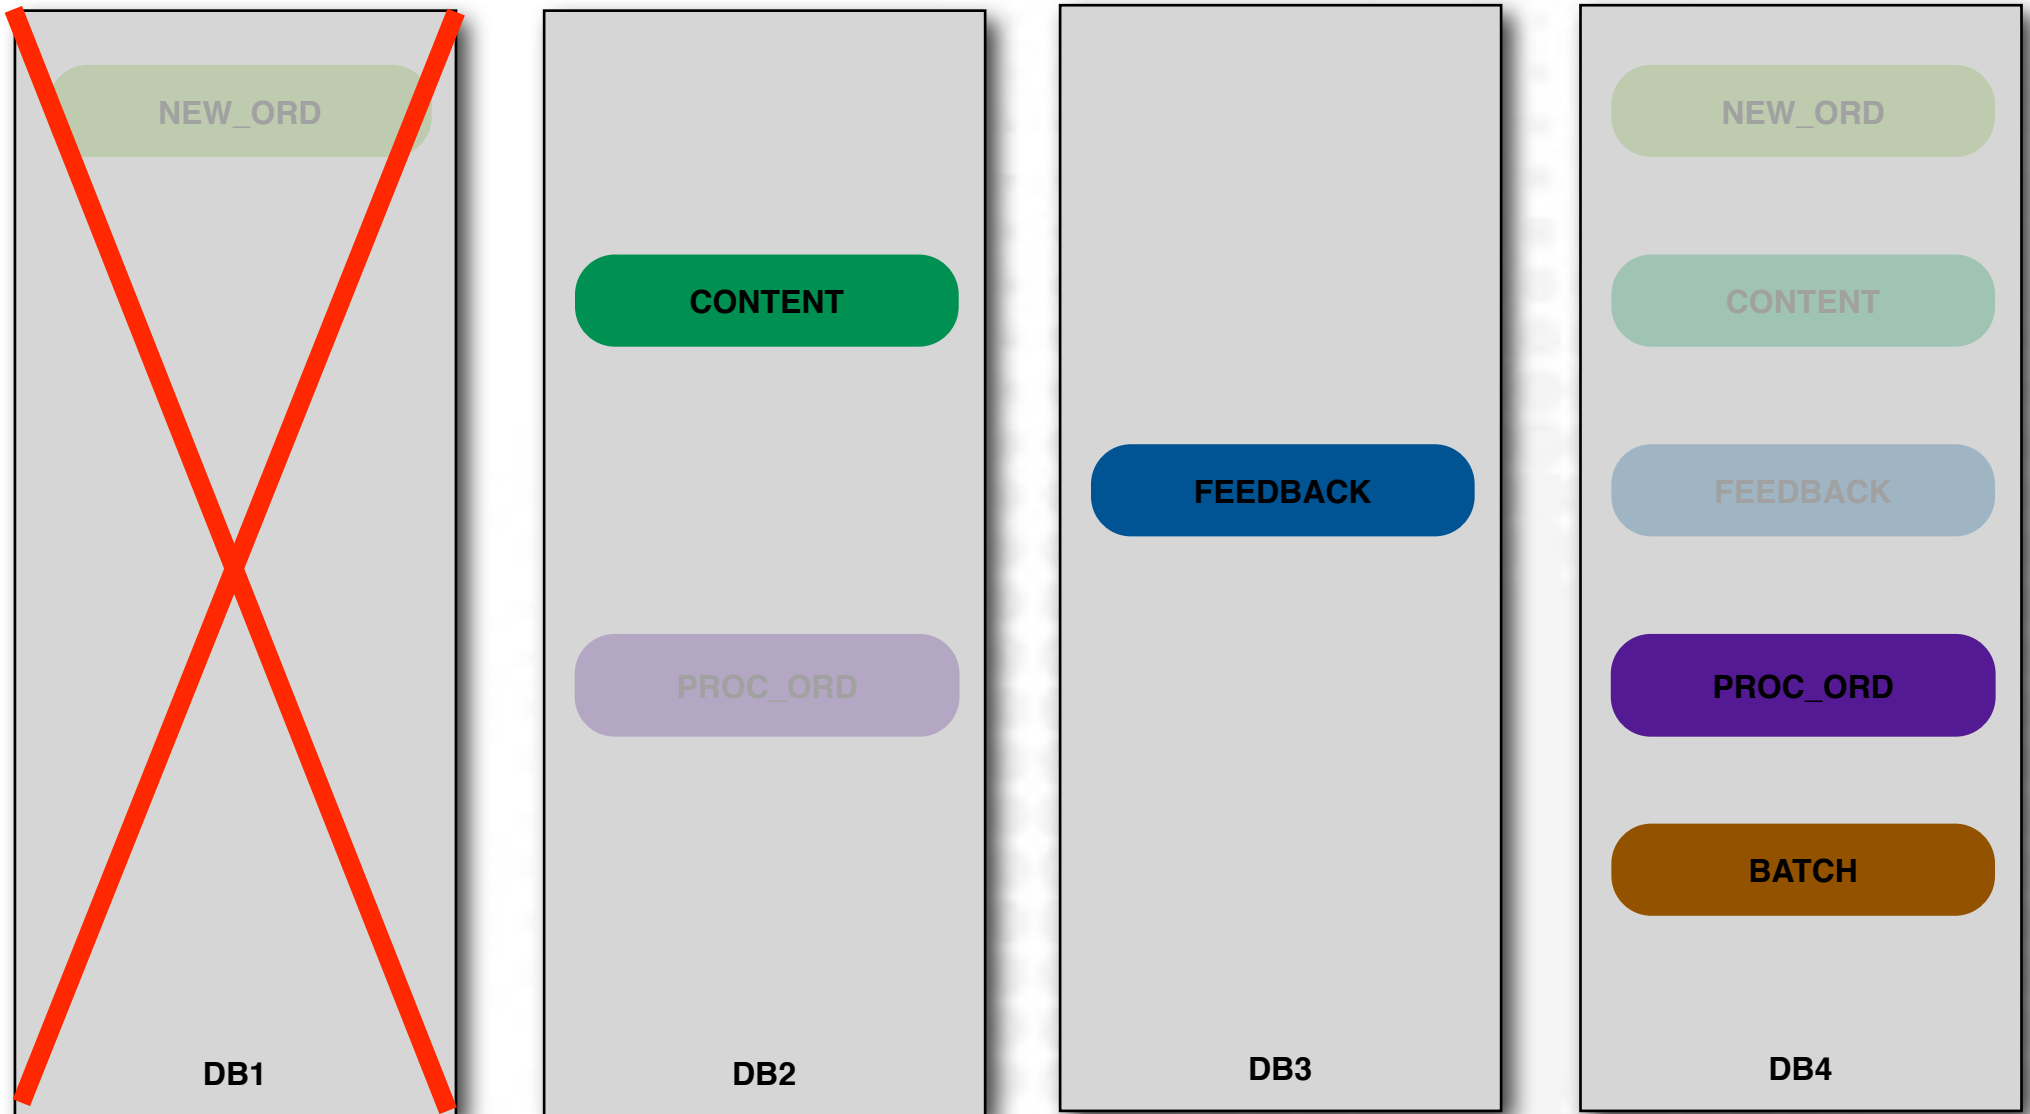 NEW_ORD
DB1
CONTENT
PROC_ORD
DB2
FEEDBACK
DB3
NEW_ORD
CONTENT
FEEDBACK
PROC_ORD
BATCH
DB4